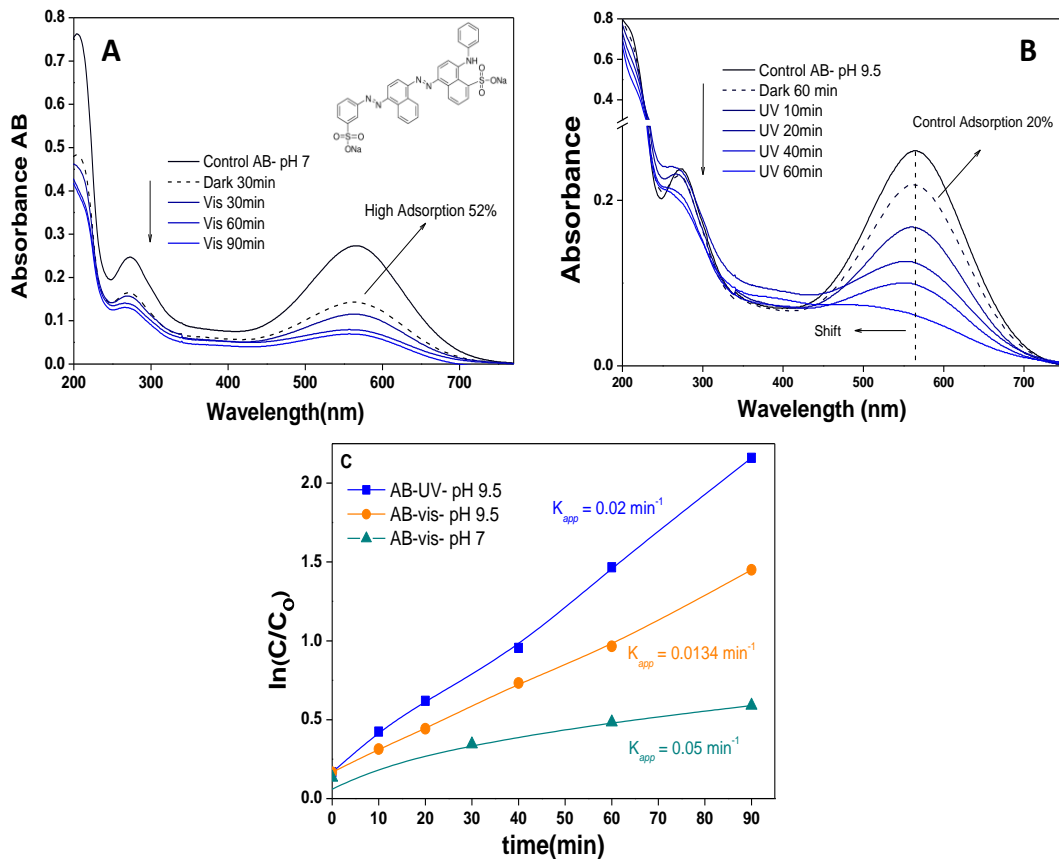 A
Absorbance AB
0.8
0.7
0.6
0.5
0.4
0.3
0.2
0.1
0.0
200 300 400 500 600 700
Wavelength(nm)
Control AB- pH 7
Dark 30min
Vis 30min
Vis 60min
Vis 90min
High Adsorption 52%
NH
O
S
ONa
O
N
N
N
N
O
S
O
ONa
B
Absorbance
0.8
0.4
0.2
0.0
200 300 400 500 600 700
Wavelength (nm)
Control AB- pH 9.5
Dark 60 min
UV 10min
UV 20min
UV 40min
UV 60min
Control Adsorption 20%
Shift
C
ln(C/C_O)
2.0
1.5
1.0
0.5
0.0
0 10 20 30 40 50 60 70 80 90
time(min)
AB-UV- pH 9.5
AB-vis- pH 9.5
AB-vis- pH 7
K_app = 0.02 min⁻¹
K_app = 0.0134 min⁻¹
K_app = 0.05 min⁻¹